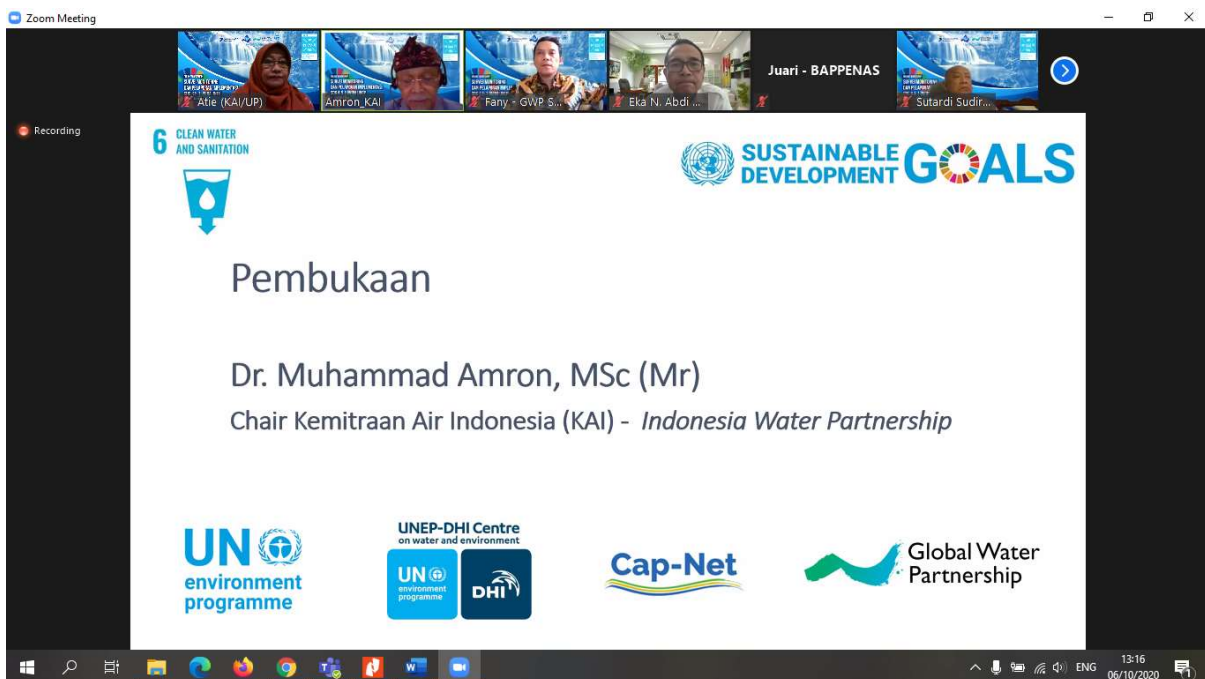 Zoom Meeting
Atie (KAI/UP)
Amron_KAI
Fany - GWP S...
Eka N. Abdi ...
Juari - BAPPENAS
Sutardi Sudir...
Recording
6 CLEAN WATER
AND SANITATION
SUSTAINABLE
DEVELOPMENT
GOALS
Pembukaan
Dr. Muhammad Amron, MSc (Mr)
Chair Kemitraan Air Indonesia (KAI) - Indonesia Water Partnership
UN
environment
programme
UNEP-DHI Centre
on water and environment
UN
environment
programme
DHI
Cap-Net
Global Water
Partnership
ENG
13:16
06/10/2020